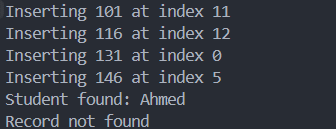 Inserting 101 at index 11
Inserting 116 at index 12
Inserting 131 at index 0
Inserting 146 at index 5
Student found: Ahmed
Record not found